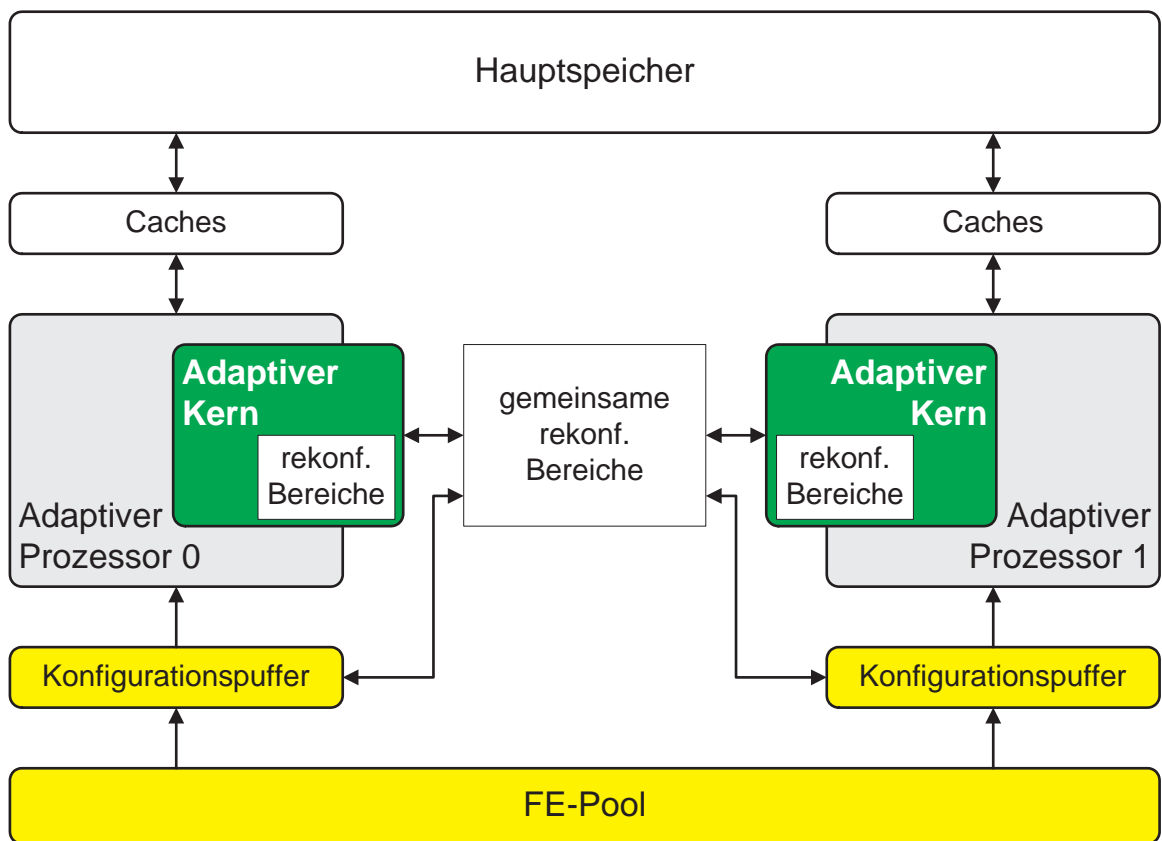 Hauptspeicher
Caches
Caches
Adaptiver
Kern
rekonf.
Bereiche
Adaptiver
Prozessor 0
gemeinsame
rekonf.
Bereiche
Adaptiver
Kern
rekonf.
Bereiche
Adaptiver
Prozessor 1
Konfigurationspuffer
Konfigurationspuffer
FE-Pool